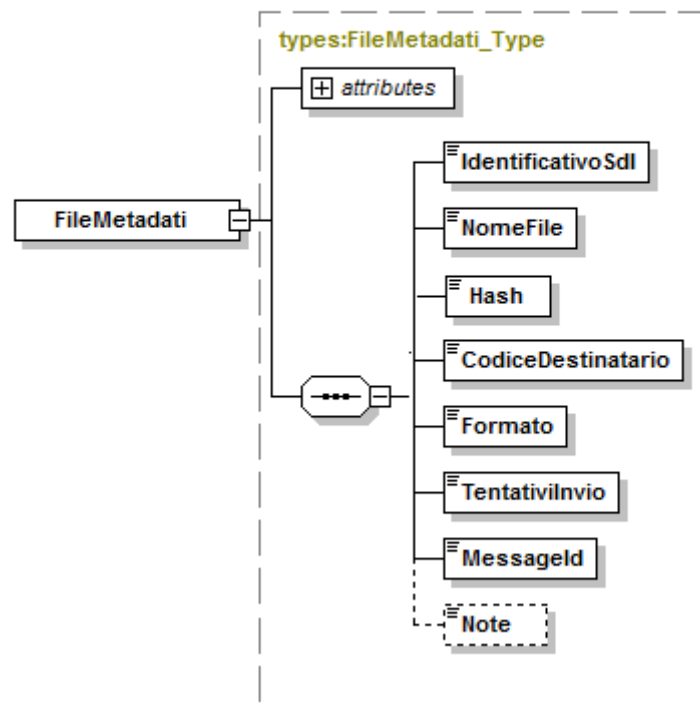 types:FileMetadati_Type
attributes
IdentificativoSdI
FileMetadati
NomeFile
Hash
CodiceDestinatario
Formato
TentativiInvio
MessageId
Note